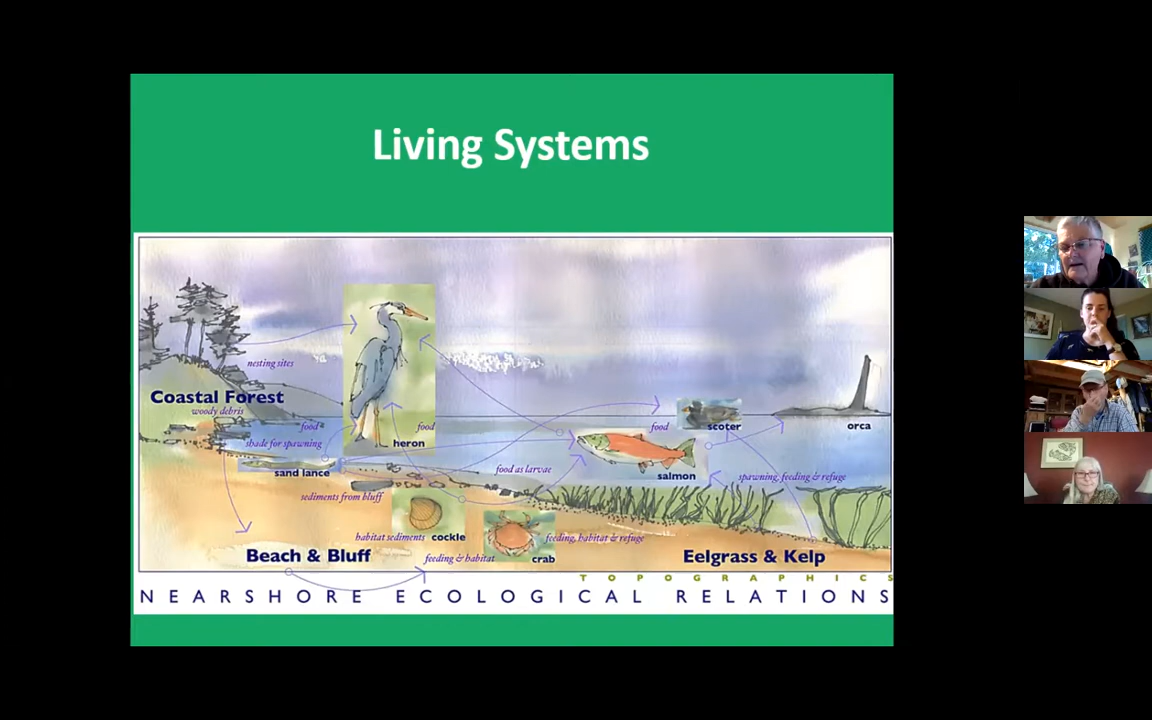 Living Systems
nesting sites
Coastal Forest
woody debris
food
food
food
scoter
orca
shade for spawning
heron
sand lance
food as larvae
salmon
spawning, feeding & refuge
sediments from bluff
habitat sediments
cockle
feeding, habitat & refuge
Beach & Bluff
feeding & habitat
crab
Eelgrass & Kelp
TOPOGRAPHICS
NEARSHORE ECOLOGICAL RELATIONS